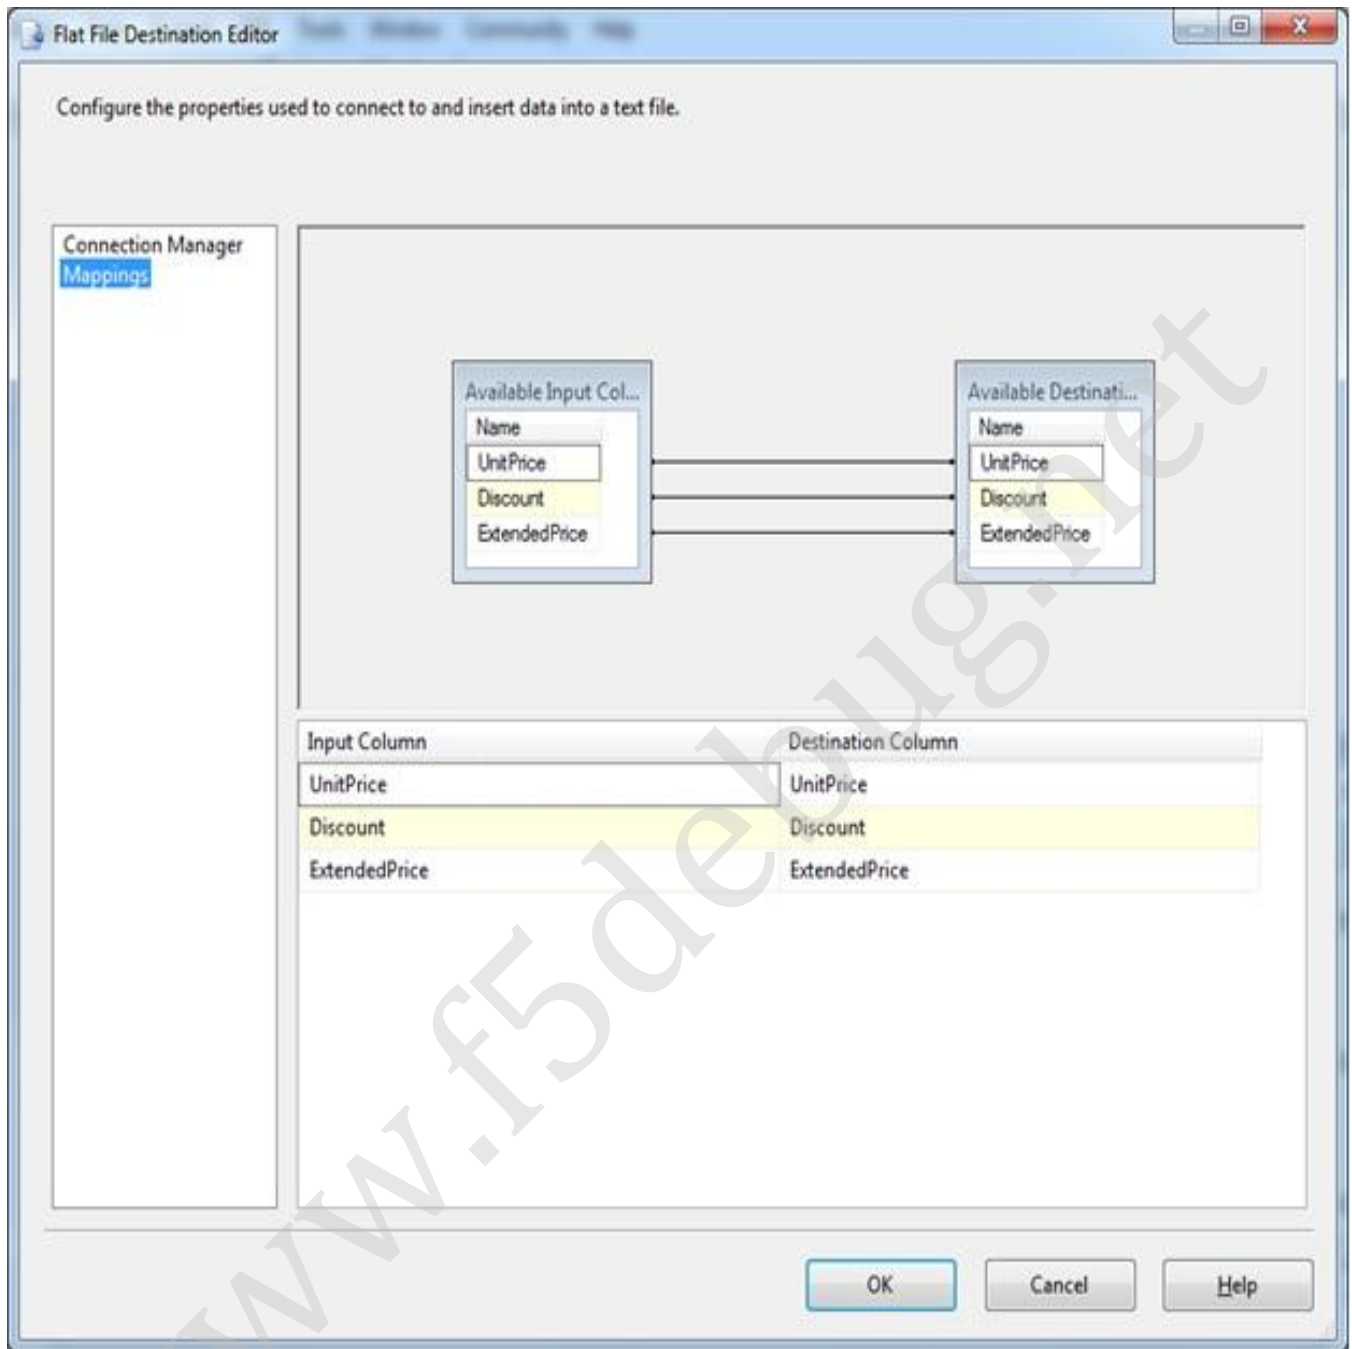 Flat File Destination Editor
Configure the properties used to connect to and insert data into a text file.
Connection Manager
Mappings
Available Input Col...
Name
UnitPrice
Discount
ExtendedPrice
Available Destinati...
Name
UnitPrice
Discount
ExtendedPrice
Input Column Destination Column
UnitPrice UnitPrice
Discount Discount
ExtendedPrice ExtendedPrice
OK Cancel Help
ww.f5debug.net